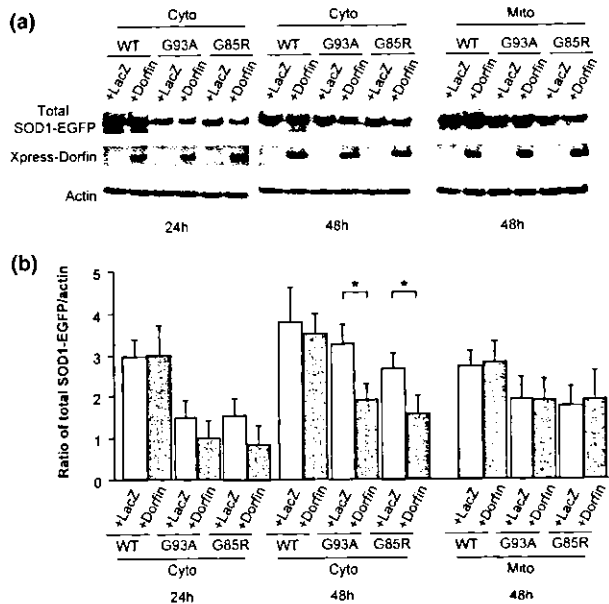 (a)
Cyto Cyto Mito
WT G93A G85R WT G93A G85R WT G93A G85R
+LacZ +Dorfin +LacZ +Dorfin +LacZ +Dorfin +LacZ +Dorfin +LacZ +Dorfin +LacZ +Dorfin +LacZ +Dorfin +LacZ +Dorfin +LacZ +Dorfin
Total
SOD1-EGFP
Xpress-Dorfin
Actin
24h 48h 48h
(b)
Ratio of total SOD1-EGFP/actin
5
4
3
2
1
0
* *
+LacZ +Dorfin +LacZ +Dorfin +LacZ +Dorfin +LacZ +Dorfin +LacZ +Dorfin +LacZ +Dorfin +LacZ +Dorfin +LacZ +Dorfin +LacZ +Dorfin
WT G93A G85R WT G93A G85R WT G93A G85R
Cyto Cyto Mito
24h 48h 48h